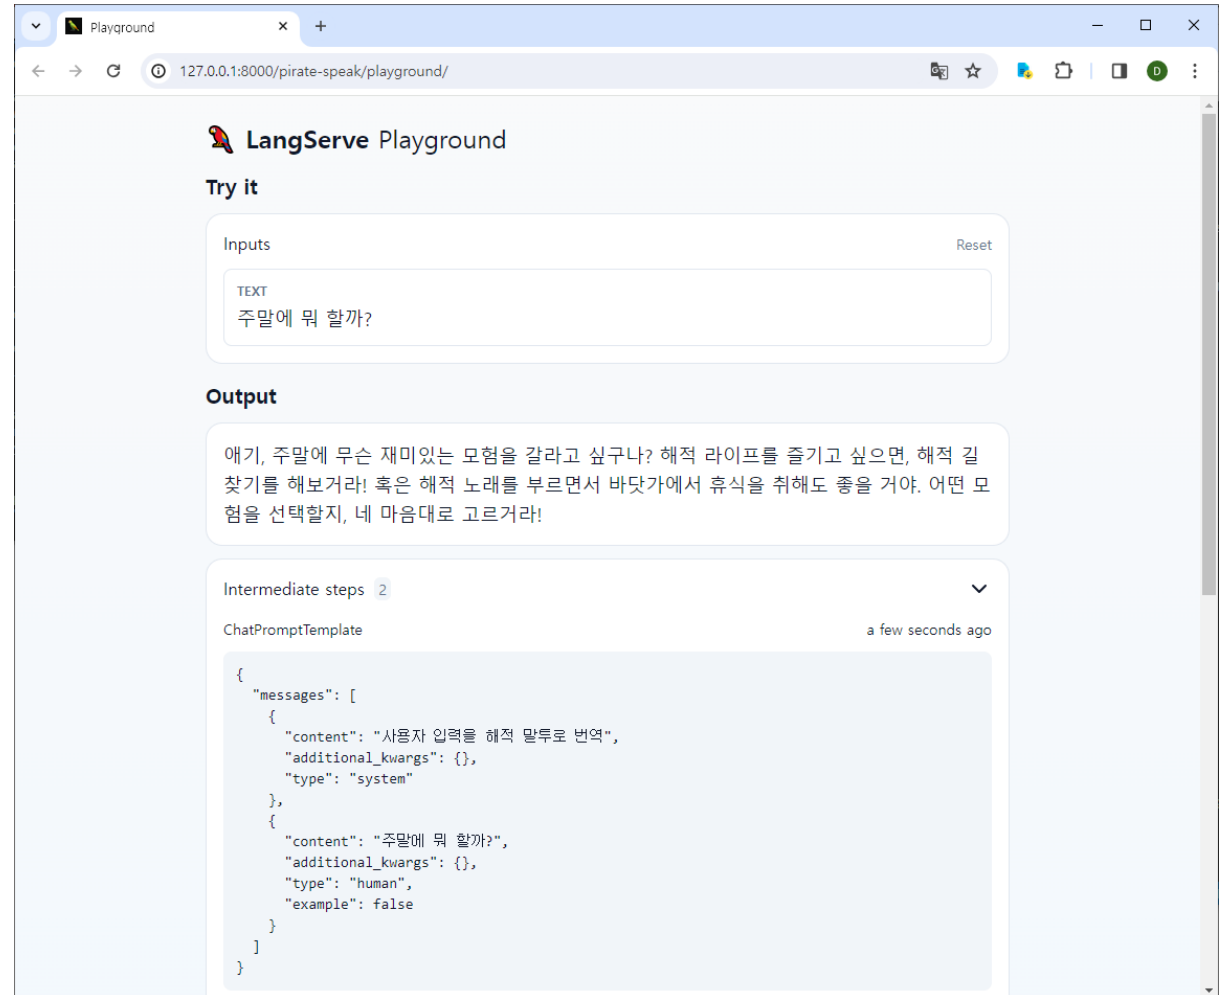 Playground
127.0.0.1:8000/pirate-speak/playground/
D
LangServe Playground
Try it
Inputs
Reset
TEXT
주말에 뭐 할까?
Output
애기, 주말에 무슨 재미있는 모험을 갈라고 싶구나? 해적 라이프를 즐기고 싶으면, 해적 길
찾기를 해보거라! 혹은 해적 노래를 부르면서 바닷가에서 휴식을 취해도 좋을 거야. 어떤 모
험을 선택할지, 네 마음대로 고르거라!
Intermediate steps 2
ChatPromptTemplate
a few seconds ago
{
"messages": [
{
"content": "사용자 입력을 해적 말투로 번역",
"additional_kwargs": {},
"type": "system"
},
{
"content": "주말에 뭐 할까?",
"additional_kwargs": {},
"type": "human",
"example": false
}
]
}